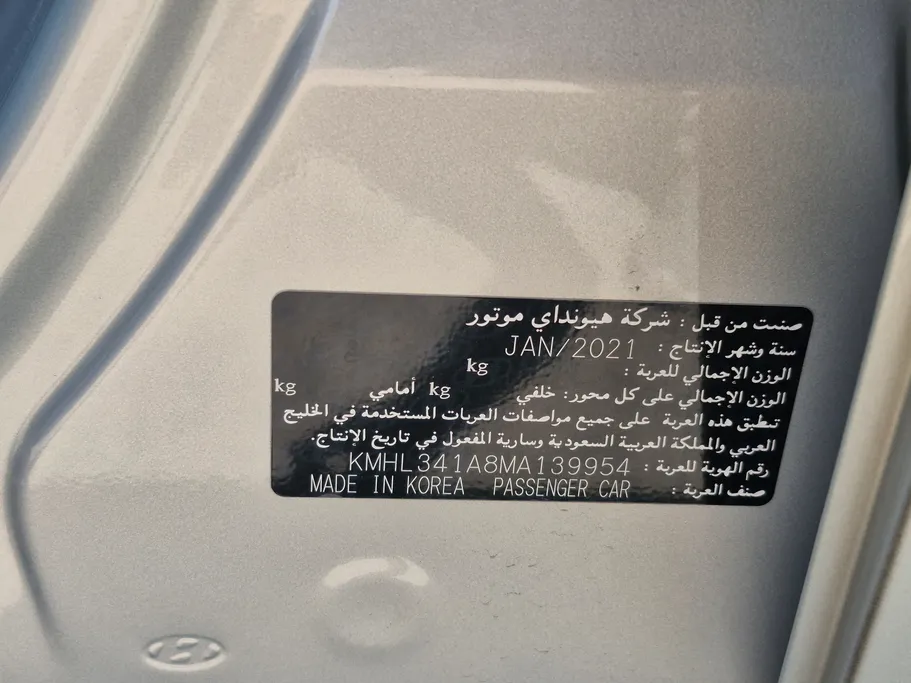 صنعت من قبل : شركة هيونداي موتور
سنة وشهر الإنتاج : JAN/2021
الوزن الإجمالي للعربة : kg
الوزن الإجمالي على كل محور: خلفي kg أمامي kg
تنطبق هذه العربة على جميع مواصفات العربات المستخدمة في الخليج
العربي والمملكة العربية السعودية وسارية المفعول في تاريخ الإنتاج.
رقم الهوية للعربة : KMHL341A8MA139954
صنف العربة : MADE IN KOREA PASSENGER CAR